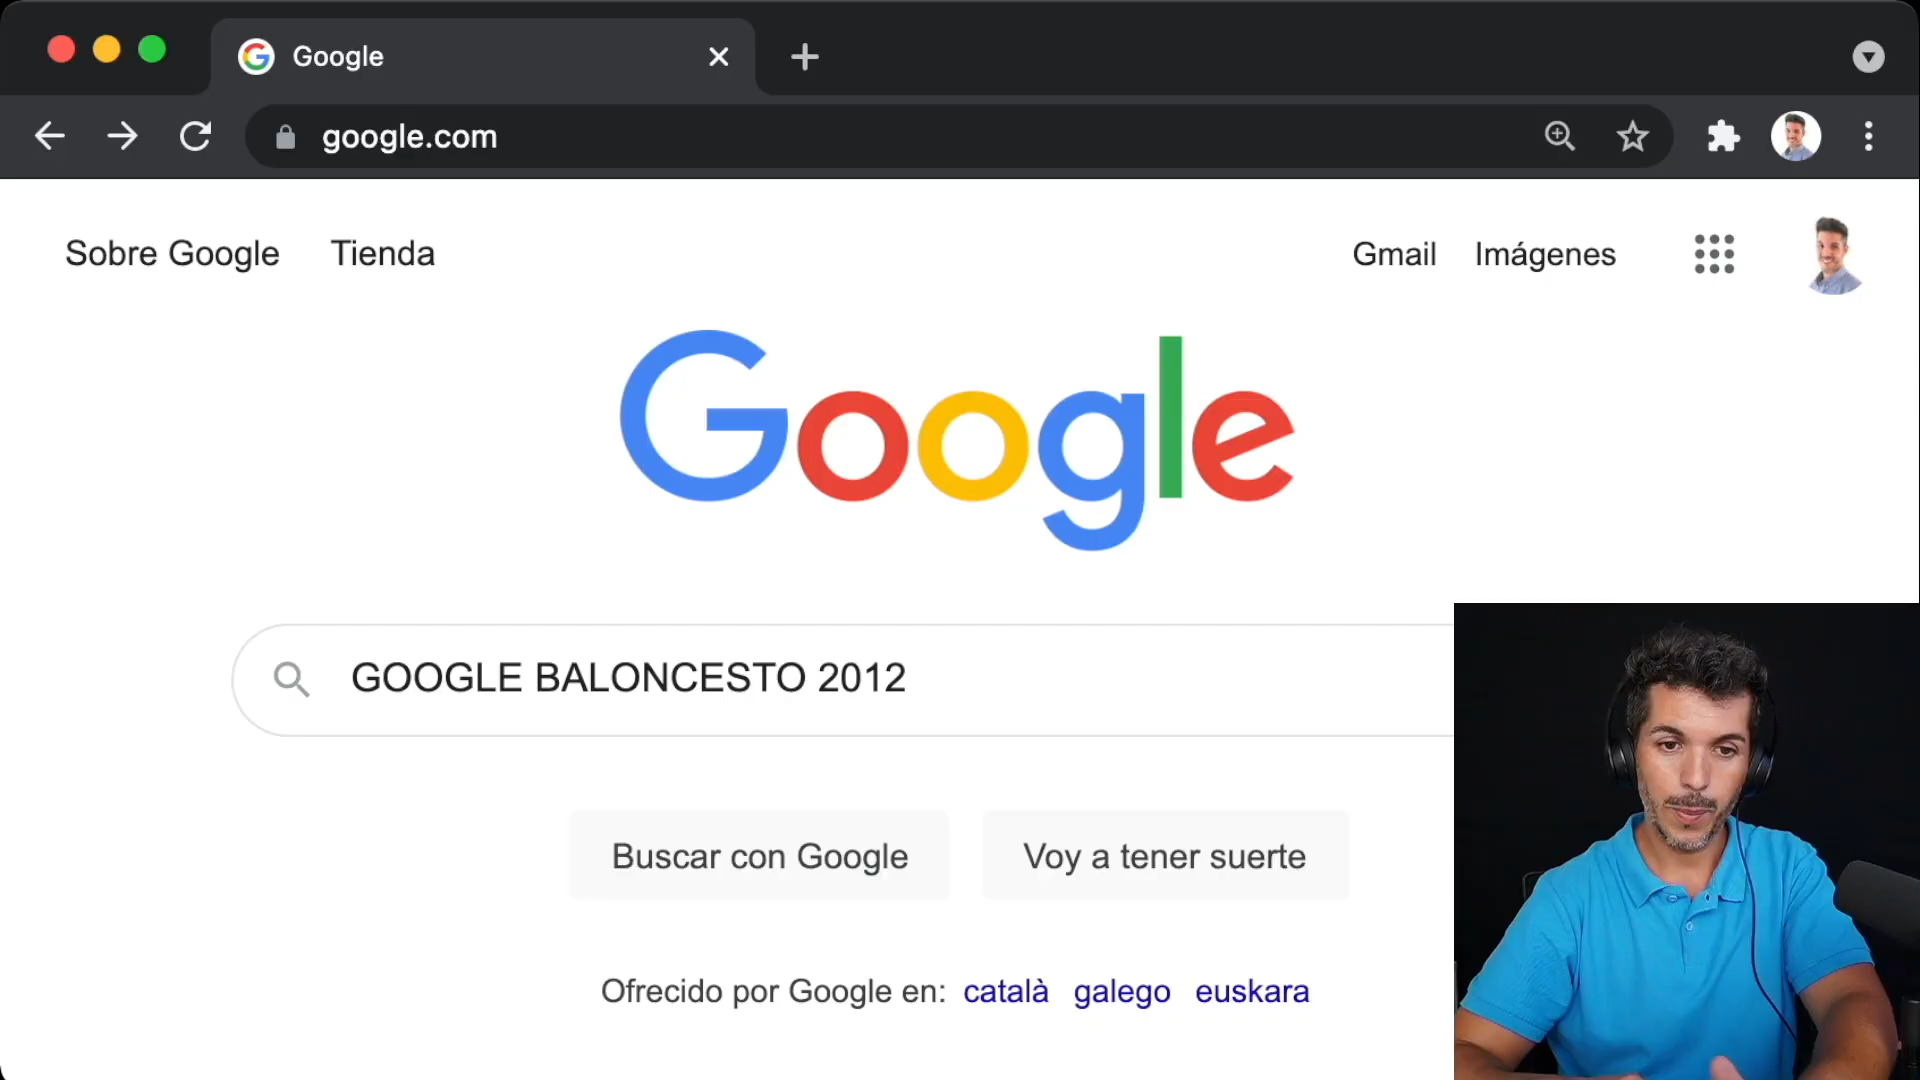 Google
google.com
Sobre Google Tienda Gmail Imágenes
Google
GOOGLE BALONCESTO 2012
Buscar con Google Voy a tener suerte
Ofrecido por Google en: català galego euskara